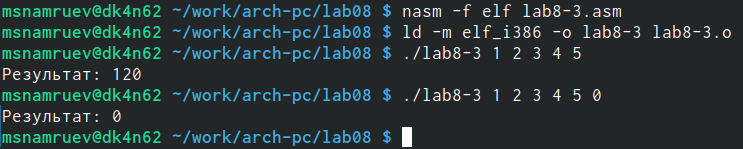 msnamruev@dk4n62 ~/work/arch-pc/lab08 $ nasm -f elf lab8-3.asm
msnamruev@dk4n62 ~/work/arch-pc/lab08 $ ld -m elf_i386 -o lab8-3 lab8-3.o
msnamruev@dk4n62 ~/work/arch-pc/lab08 $ ./lab8-3 1 2 3 4 5
Результат: 120
msnamruev@dk4n62 ~/work/arch-pc/lab08 $ ./lab8-3 1 2 3 4 5 0
Результат: 0
msnamruev@dk4n62 ~/work/arch-pc/lab08 $